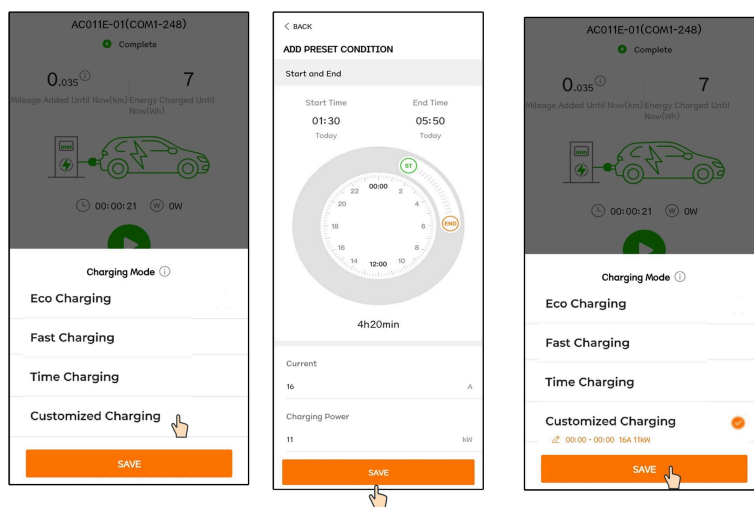 AC011E-01(COM1-248)
Complete
0.035
7
Mileage Added Until Now(km)
Energy Charged Until
Now(Wh)
00:00:21
W
0W
Charging Mode
Eco Charging
Fast Charging
Time Charging
Customized Charging
SAVE
< BACK
ADD PRESET CONDITION
Start and End
Start Time
End Time
01:30
05:50
Today
Today
ST
END
00:00
2
4
6
8
10
12:00
14
16
18
20
22
4h20min
Current
16
A
Charging Power
11
kW
SAVE
AC011E-01(COM1-248)
Complete
0.035
7
Mileage Added Until Now(km)
Energy Charged Until
Now(Wh)
00:00:21
W
0W
Charging Mode
Eco Charging
Fast Charging
Time Charging
Customized Charging
00:00-00:00 16A 11kW
SAVE